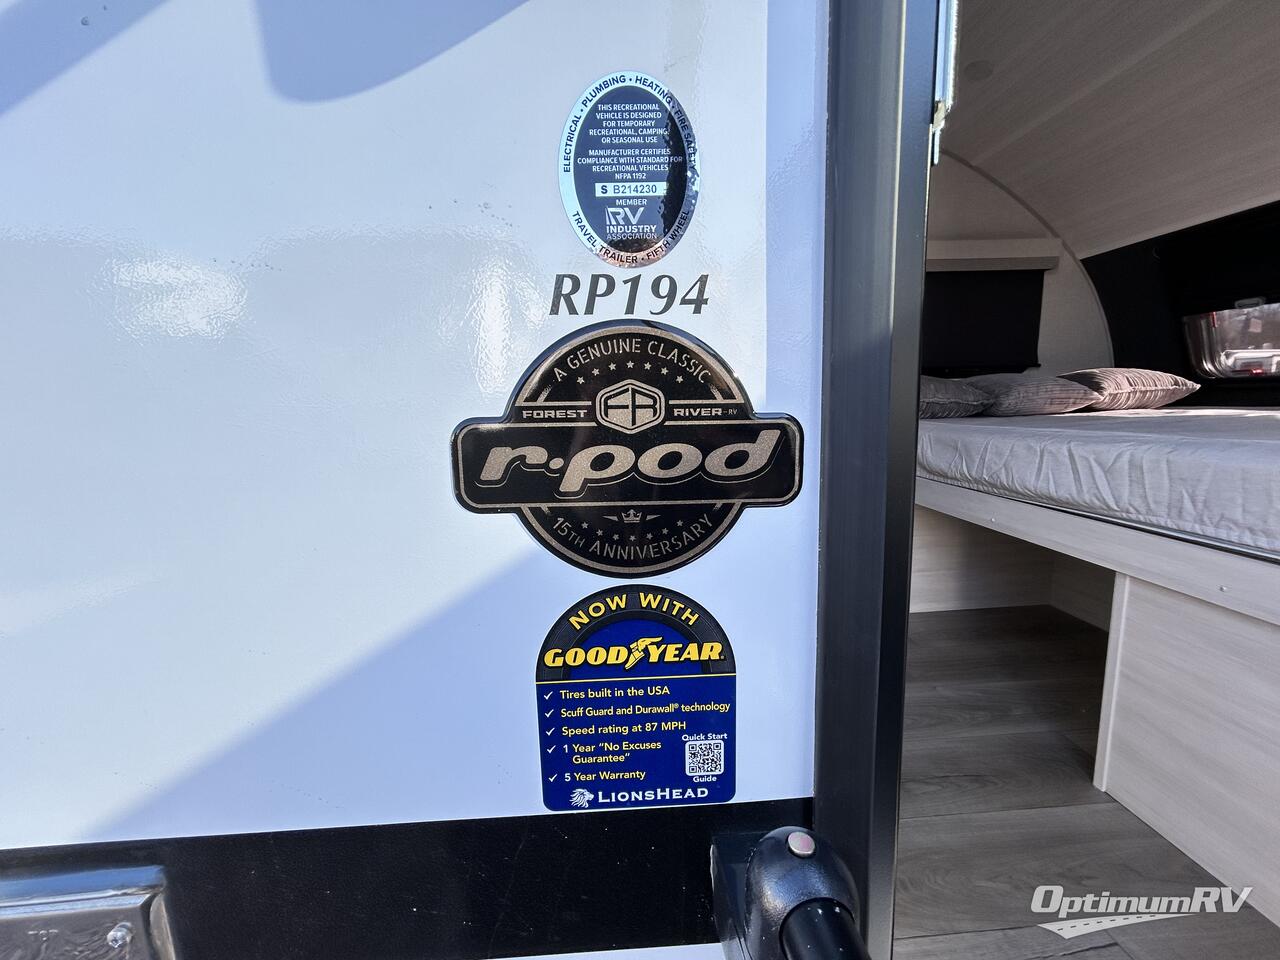 ELECTRICAL • PLUMBING • HEATING • FIRE SAFETY
THIS RECREATIONAL
VEHICLE IS DESIGNED
FOR TEMPORARY
RECREATIONAL, CAMPING,
OR SEASONAL USE
MANUFACTURER CERTIFIES
COMPLIANCE WITH STANDARD FOR
RECREATIONAL VEHICLES
NFPA 1192
S B214230
MEMBER
RV
INDUSTRY
ASSOCIATION
TRAVEL TRAILER • FIFTH WHEEL
RP194
A GENUINE CLASSIC
FOREST FR RIVER RV
r·pod
15TH ANNIVERSARY
NOW WITH
GOODYEAR
✓ Tires built in the USA
✓ Scuff Guard and Durawall® technology
✓ Speed rating at 87 MPH
✓ 1 Year "No Excuses
Guarantee"
✓ 5 Year Warranty
Quick Start
Guide
LIONSHEAD
OptimumRV